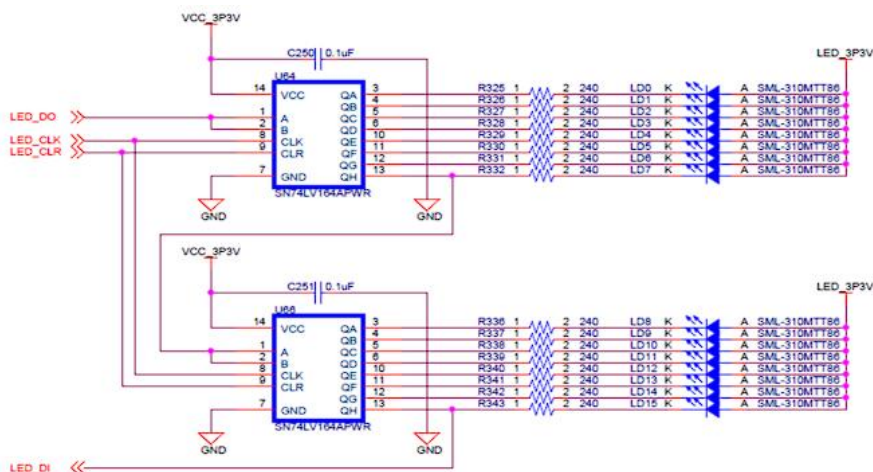 VCC_3P3V
C250 0.1uF
LED_3P3V
U64
14 VCC QA 3 R325 1 2 240 LD0 K A SML-310MTT86
QB 4 R326 1 2 240 LD1 K A SML-310MTT86
LED_DO 1 A QC 5 R327 1 2 240 LD2 K A SML-310MTT86
2 B QD 6 R328 1 2 240 LD3 K A SML-310MTT86
LED_CLK 8 CLK QE 10 R329 1 2 240 LD4 K A SML-310MTT86
LED_CLR 9 CLR QF 11 R330 1 2 240 LD5 K A SML-310MTT86
QG 12 R331 1 2 240 LD6 K A SML-310MTT86
7 GND QH 13 R332 1 2 240 LD7 K A SML-310MTT86
SN74LV164APWR
GND
GND
VCC_3P3V
C251 0.1uF
LED_3P3V
U66
14 VCC QA 3 R336 1 2 240 LD8 K A SML-310MTT86
QB 4 R337 1 2 240 LD9 K A SML-310MTT86
1 A QC 5 R338 1 2 240 LD10 K A SML-310MTT86
2 B QD 6 R339 1 2 240 LD11 K A SML-310MTT86
8 CLK QE 10 R340 1 2 240 LD12 K A SML-310MTT86
9 CLR QF 11 R341 1 2 240 LD13 K A SML-310MTT86
QG 12 R342 1 2 240 LD14 K A SML-310MTT86
7 GND QH 13 R343 1 2 240 LD15 K A SML-310MTT86
SN74LV164APWR
GND
GND
LED_DI